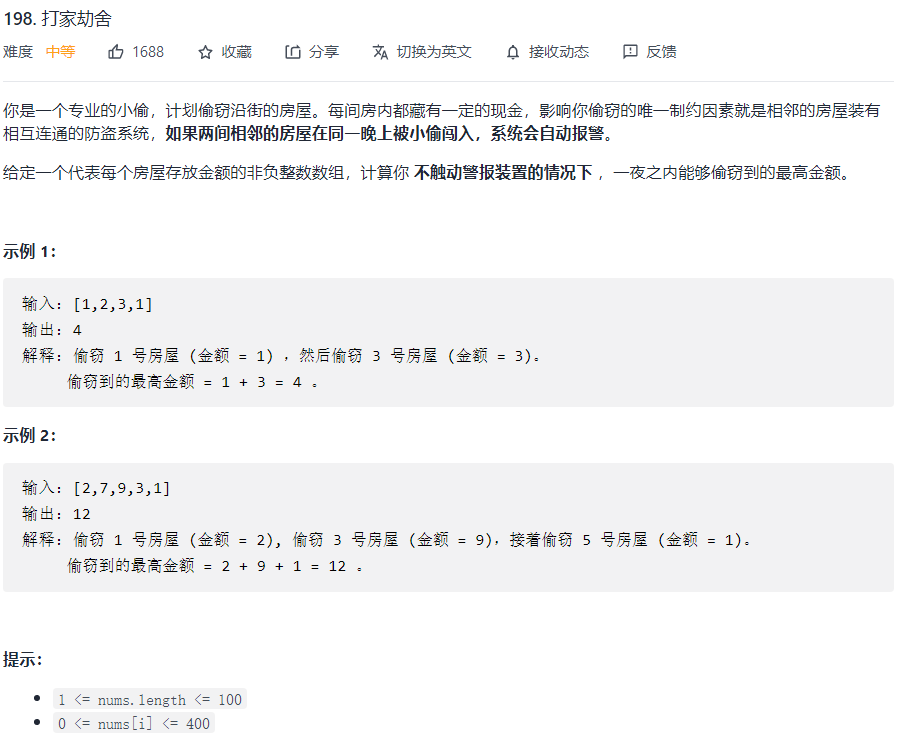 198. 打家劫舍
难度 中等 1688 收藏 分享 切换为英文 接收动态 反馈
你是一个专业的小偷，计划偷窃沿街的房屋。每间房内都藏有一定的现金，影响你偷窃的唯一制约因素就是相邻的房屋装有
相互连通的防盗系统，如果两间相邻的房屋在同一晚上被小偷闯入，系统会自动报警。
给定一个代表每个房屋存放金额的非负整数数组，计算你 不触动警报装置的情况下 ，一夜之内能够偷窃到的最高金额。
示例 1：
输入：[1,2,3,1]
输出：4
解释：偷窃 1 号房屋 (金额 = 1) ，然后偷窃 3 号房屋 (金额 = 3)。
偷窃到的最高金额 = 1 + 3 = 4 。
示例 2：
输入：[2,7,9,3,1]
输出：12
解释：偷窃 1 号房屋 (金额 = 2), 偷窃 3 号房屋 (金额 = 9)，接着偷窃 5 号房屋 (金额 = 1)。
偷窃到的最高金额 = 2 + 9 + 1 = 12 。
提示：
• 1 <= nums.length <= 100
• 0 <= nums[i] <= 400